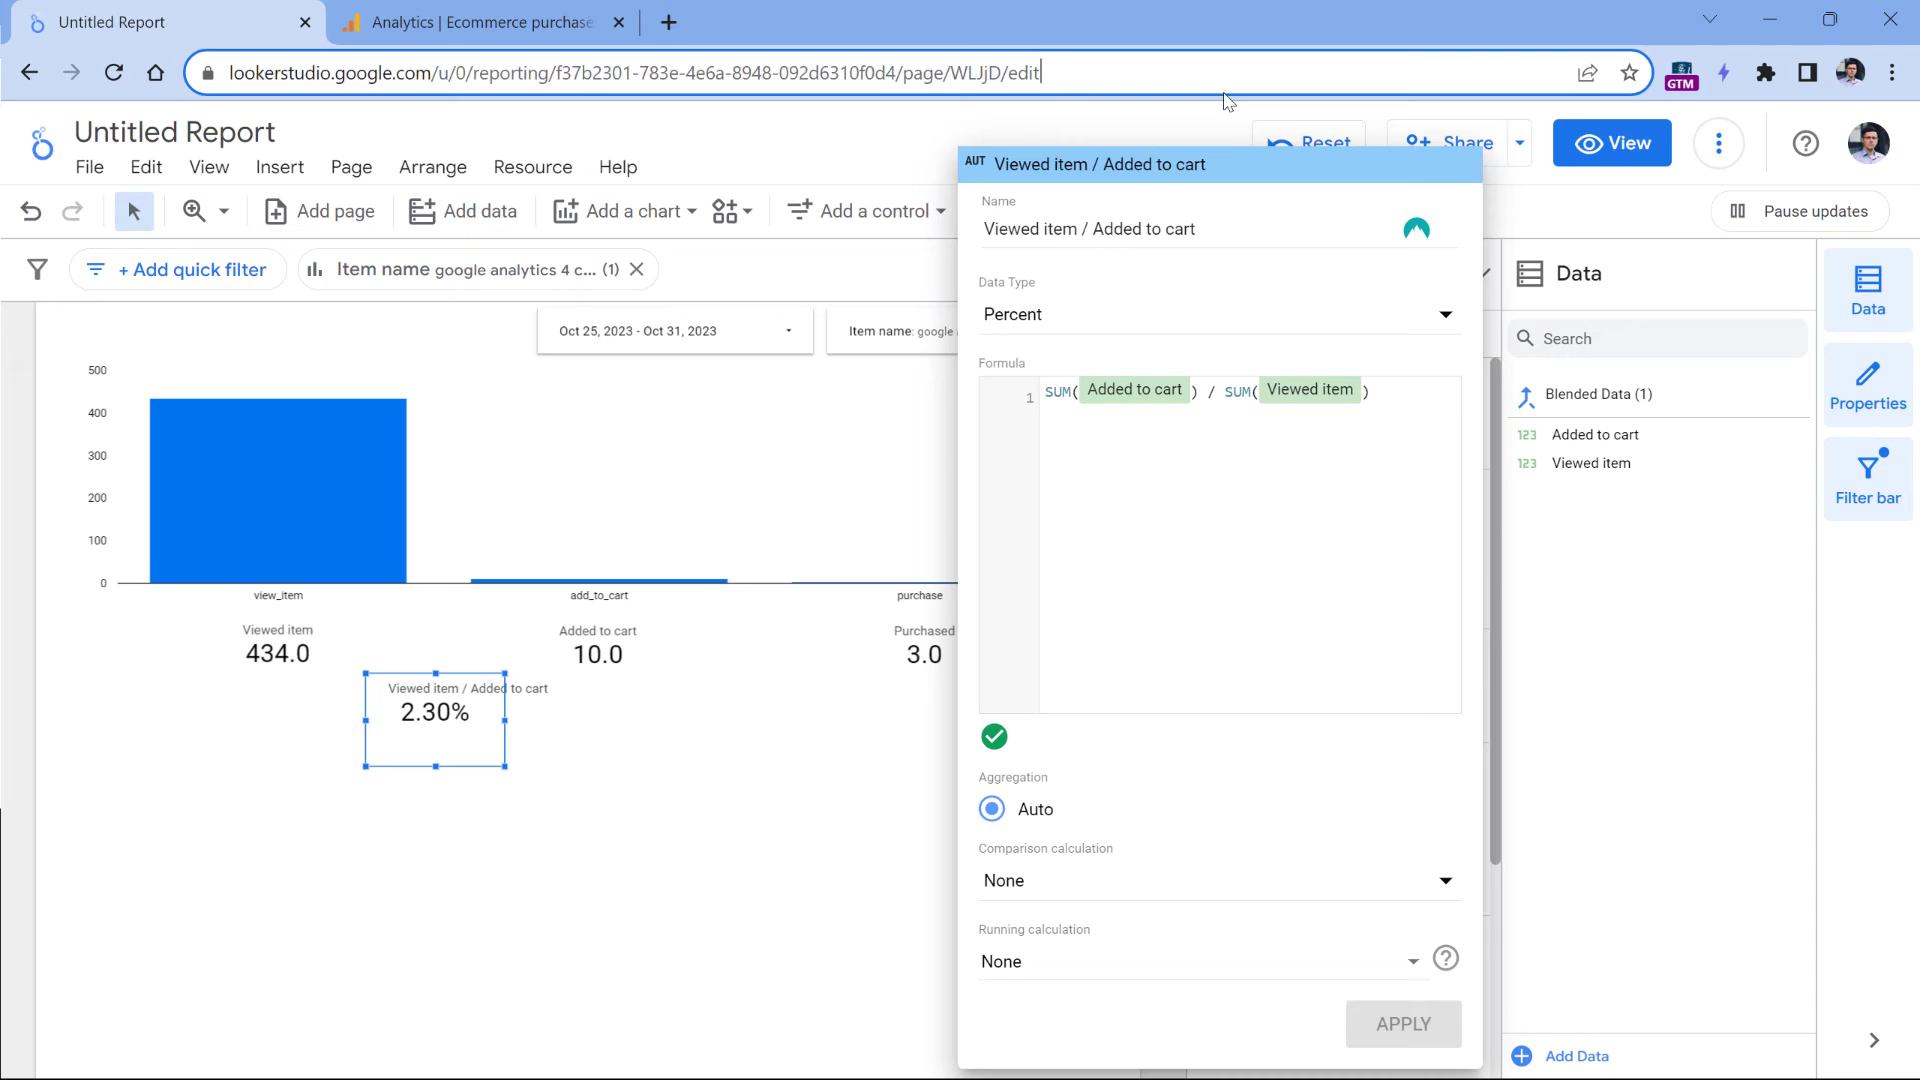 Untitled Report
Analytics | Ecommerce purchase
lookerstudio.google.com/u/0/reporting/f37b2301-783e-4e6a-8948-092d6310f0d4/page/WLJjD/edit
GTM
Untitled Report
File Edit View Insert Page Arrange Resource Help
Reset
Share
View
Add page
Add data
Add a chart
Add a control
Pause updates
+ Add quick filter
Item name google analytics 4 c... (1)
Oct 25, 2023 - Oct 31, 2023
Item name: google
500
400
300
200
100
0
view_item
add_to_cart
purchase
Viewed item
434.0
Added to cart
10.0
Purchased
3.0
Viewed item / Added to cart
2.30%
AUT Viewed item / Added to cart
Name
Viewed item / Added to cart
Data Type
Percent
Formula
1 SUM( Added to cart ) / SUM( Viewed item )
Aggregation
Auto
Comparison calculation
None
Running calculation
None
APPLY
Data
Search
Blended Data (1)
123 Added to cart
123 Viewed item
Add Data
Data
Properties
Filter bar